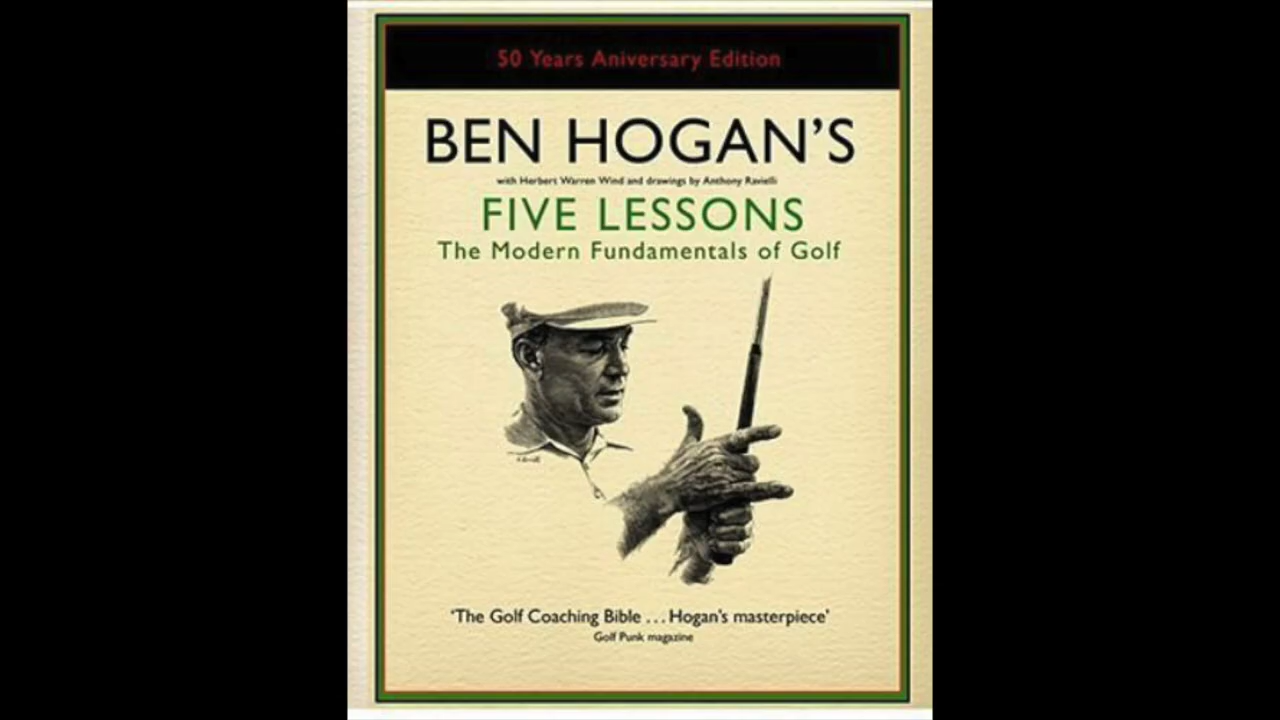 50 Years Aniversary Edition
BEN HOGAN’S
with Herbert Warren Wind and drawings by Anthony Ravielli
FIVE LESSONS
The Modern Fundamentals of Golf
‘The Golf Coaching Bible ... Hogan’s masterpiece’
Golf Punk magazine